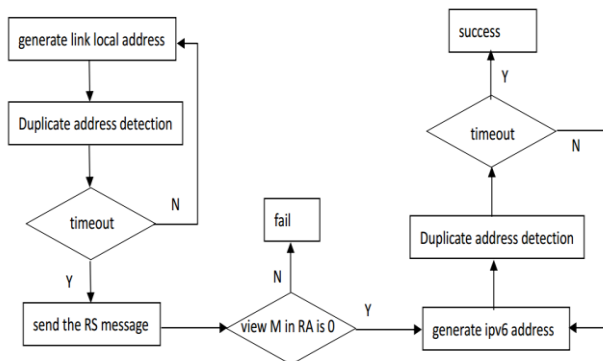 generate link local address
Duplicate address detection
timeout
N
Y
send the RS message
view M in RA is 0
N
fail
Y
generate ipv6 address
Duplicate address detection
timeout
N
Y
success